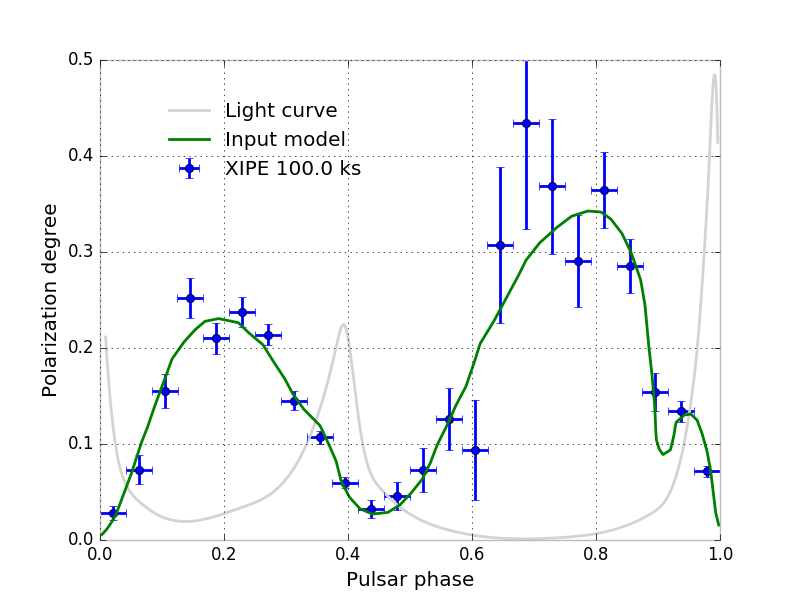 0.5
0.4
0.3
0.2
0.1
0.0
Polarization degree
Light curve
Input model
XIPE 100.0 ks
0.0 0.2 0.4 0.6 0.8 1.0
Pulsar phase